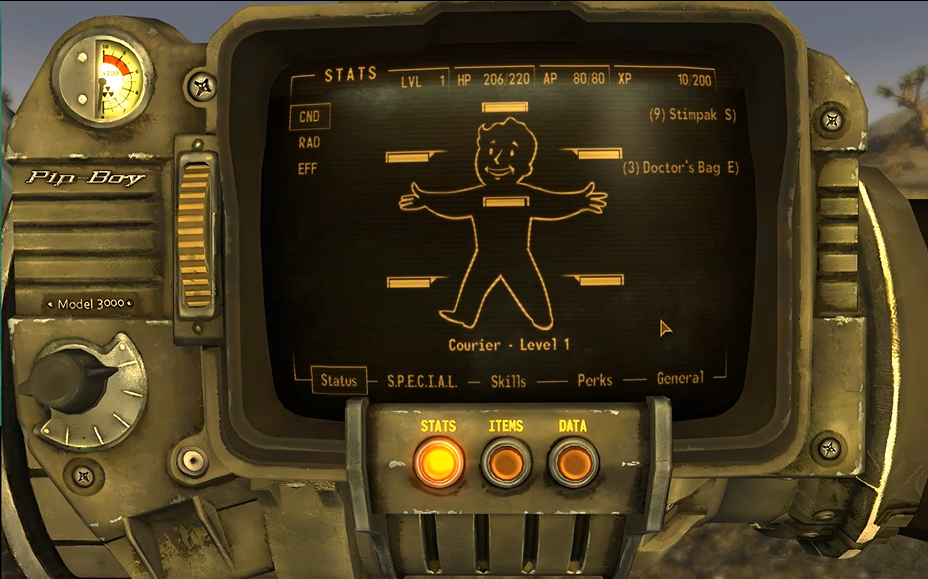 STATS LVL 1 HP 206/220 AP 80/80 XP 10/200
CND
(9) Stimpak S)
RAD
EFF
(3) Doctor's Bag E)
Pip-Boy
Model 3000
Courier - Level 1
Status S.P.E.C.I.A.L. Skills Perks General
STATS ITEMS DATA